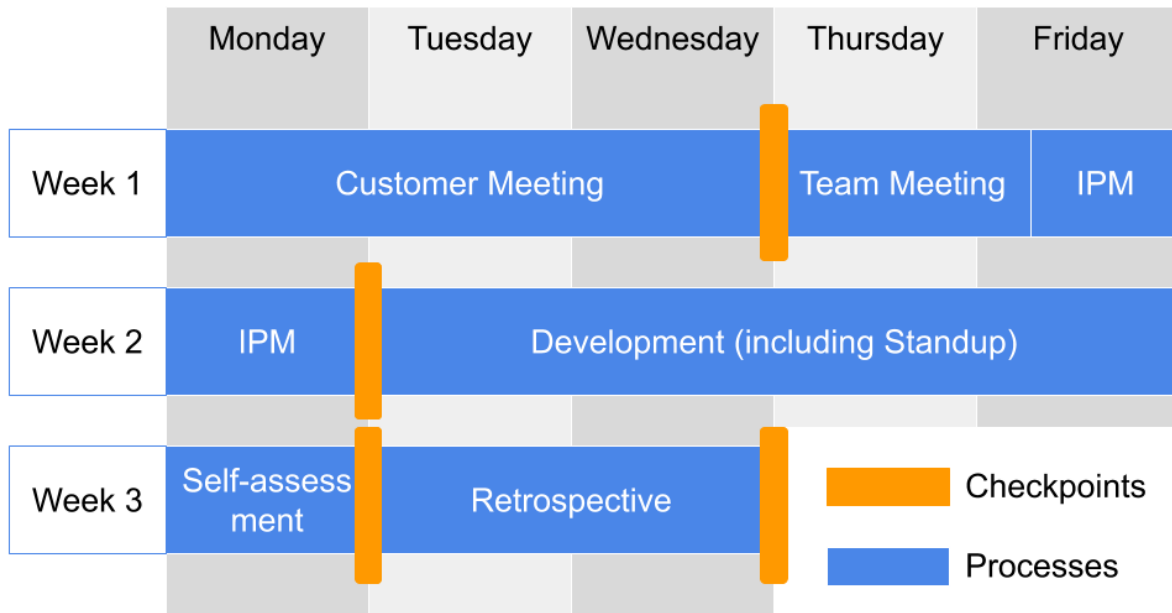 Monday Tuesday Wednesday Thursday Friday
Week 1 Customer Meeting Team Meeting IPM
Week 2 IPM Development (including Standup)
Week 3 Self-assess
ment Retrospective
Checkpoints
Processes